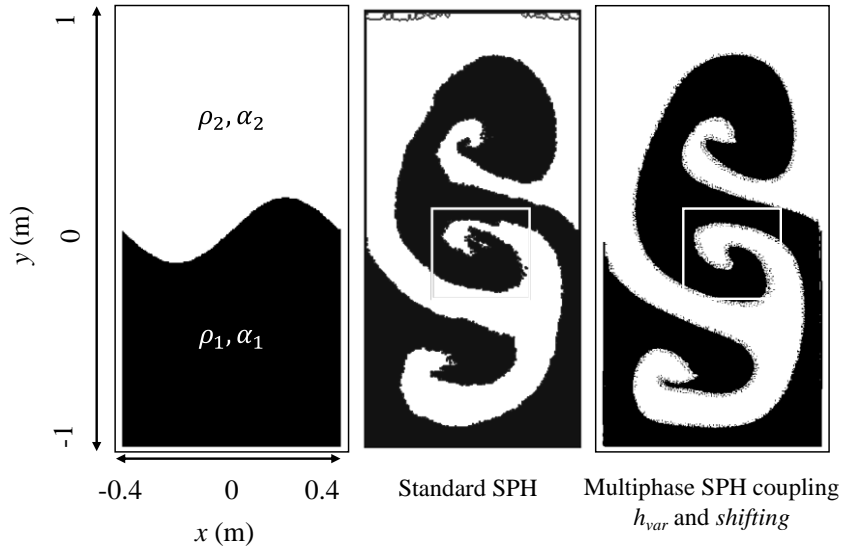 1
0
-1
y (m)
ρ₂, α₂
ρ₁, α₁
-0.4
0
0.4
x (m)
Standard SPH
Multiphase SPH coupling
hᵥₐᵣ and shifting